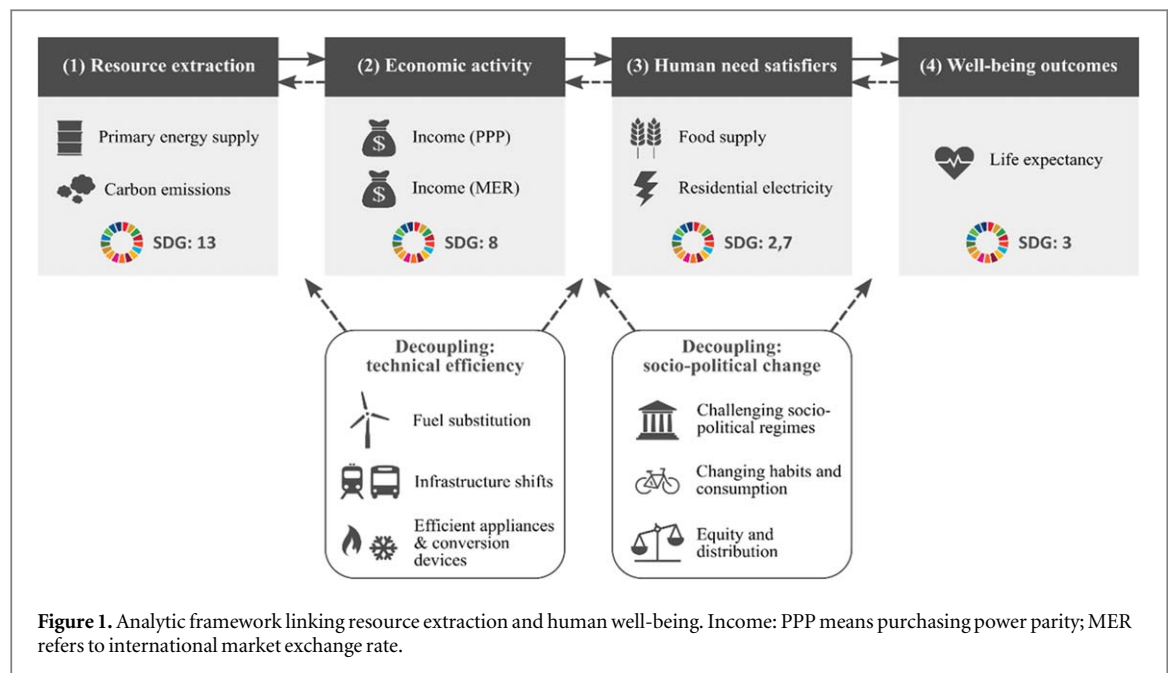 (1) Resource extraction
Primary energy supply
Carbon emissions
SDG: 13
(2) Economic activity
$
Income (PPP)
$
Income (MER)
SDG: 8
(3) Human need satisfiers
Food supply
Residential electricity
SDG: 2,7
(4) Well-being outcomes
Life expectancy
SDG: 3
Decoupling:
technical efficiency
Fuel substitution
Infrastructure shifts
Efficient appliances
& conversion
devices
Decoupling:
socio-political change
Challenging socio-
political regimes
Changing habits and
consumption
Equity and
distribution
Figure 1. Analytic framework linking resource extraction and human well-being. Income: PPP means purchasing power parity; MER
refers to international market exchange rate.